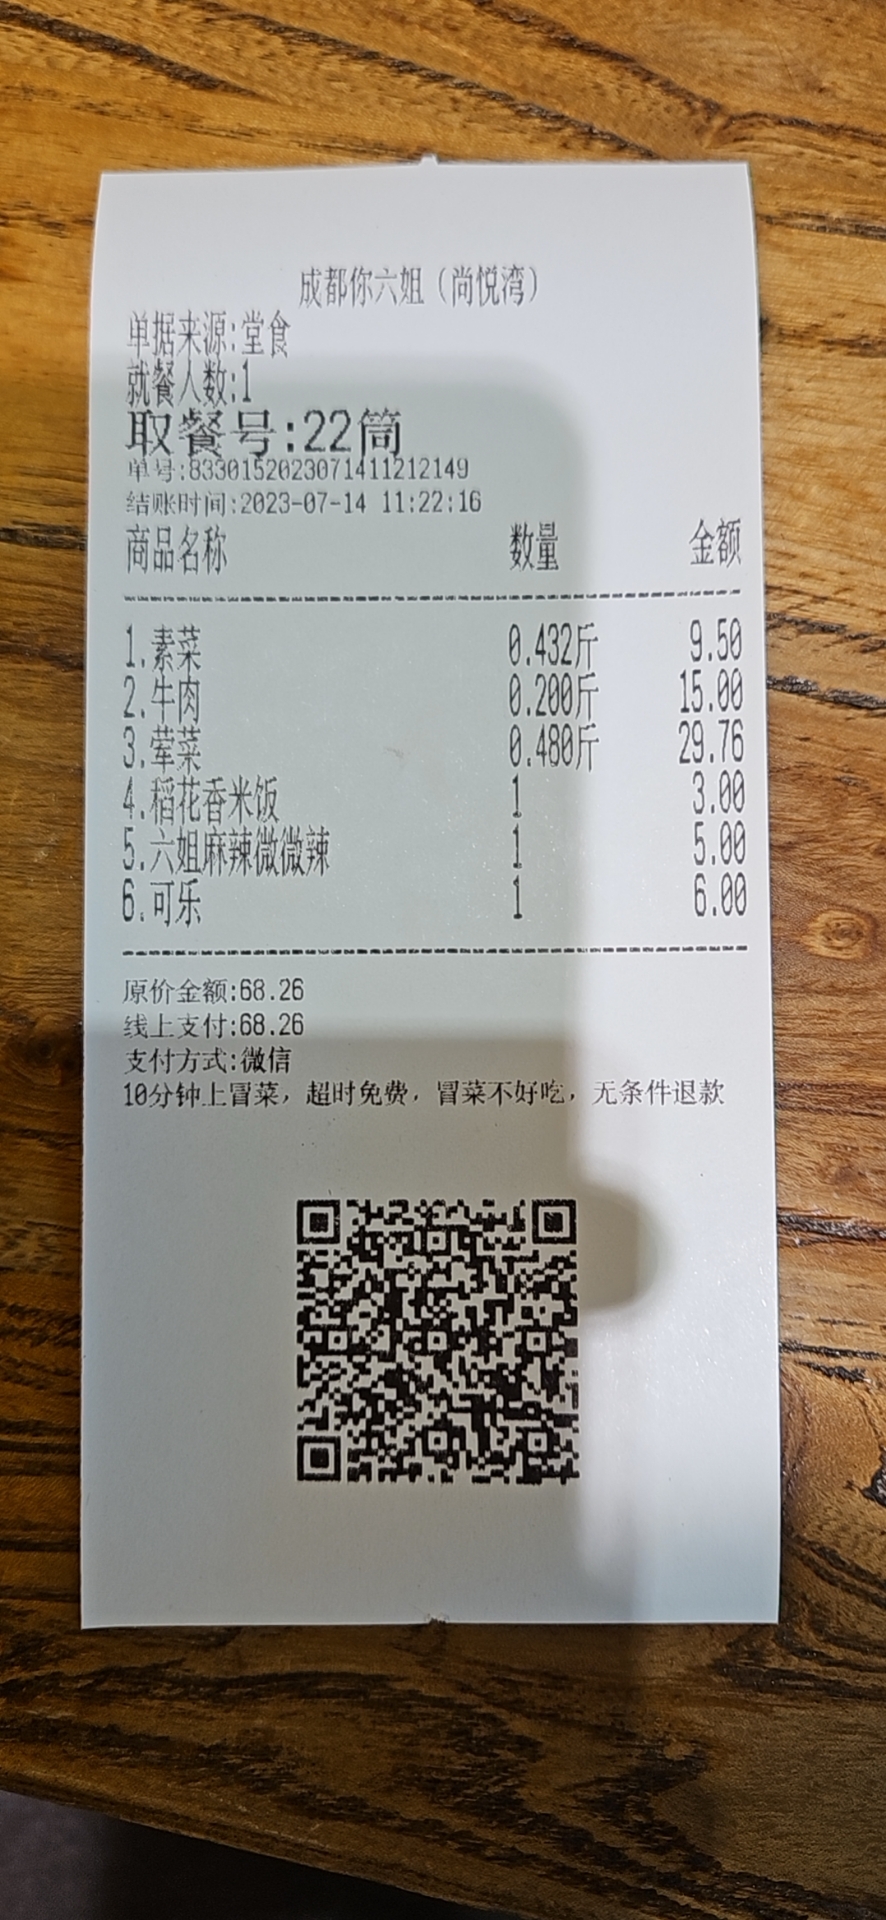 成都你六姐（尚悦湾）
单据来源:堂食
就餐人数:1
取餐号:22筒
单号:8330152023071411212149
结账时间:2023-07-14 11:22:16
商品名称 数量 金额
1.素菜 0.432斤 9.50
2.牛肉 0.200斤 15.00
3.荤菜 0.480斤 29.76
4.稻花香米饭 1 3.00
5.六姐麻辣微微辣 1 5.00
6.可乐 1 6.00
原价金额:68.26
线上支付:68.26
支付方式:微信
10分钟上冒菜，超时免费，冒菜不好吃，无条件退款